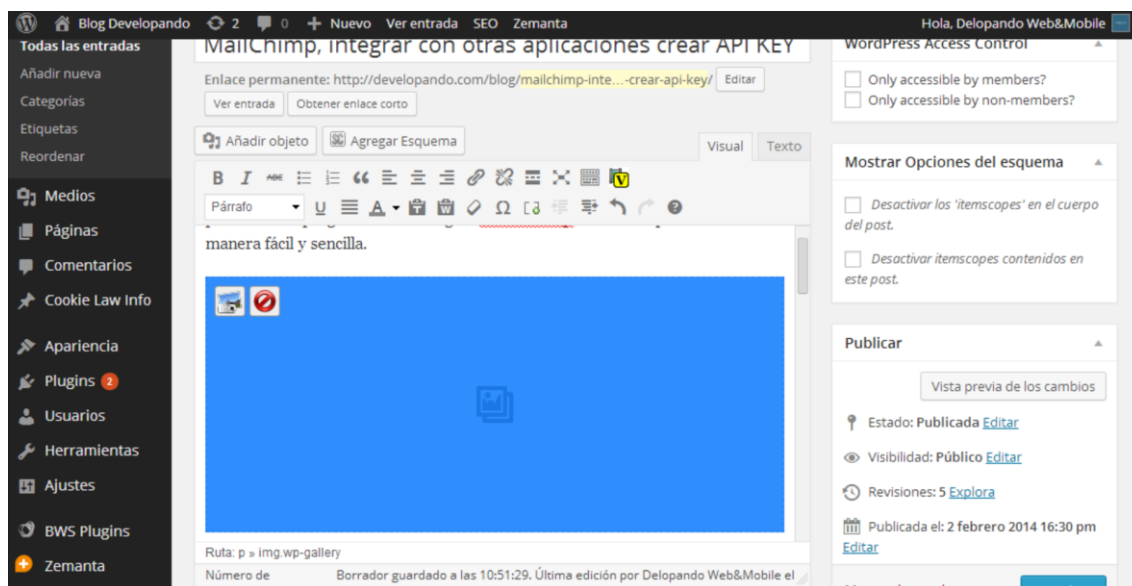 Blog Developando 2 0 + Nuevo Ver entrada SEO Zemanta Hola, Delopando Web&Mobile
Todas las entradas
Añadir nueva
Categorías
Etiquetas
Reordenar
Medios
Páginas
Comentarios
Cookie Law Info
Apariencia
Plugins 2
Usuarios
Herramientas
Ajustes
BWS Plugins
Zemanta
MailChimp, integrar con otras aplicaciones crear API KEY
Enlace permanente: http://developando.com/blog/mailchimp-inte...-crear-api-key/ Editar
Ver entrada Obtener enlace corto
Añadir objeto Agregar Esquema
Visual Texto
B I ABC
Párrafo U A Ω
manera fácil y sencilla.
Ruta: p » img.wp-gallery
Número de Borrador guardado a las 10:51:29. Última edición por Delopando Web&Mobile el
WordPress Access Control
Only accessible by members?
Only accessible by non-members?
Mostrar Opciones del esquema
Desactivar los 'itemscopes' en el cuerpo
del post.
Desactivar itemscopes contenidos en
este post.
Publicar
Vista previa de los cambios
Estado: Publicada Editar
Visibilidad: Público Editar
Revisiones: 5 Explora
Publicada el: 2 febrero 2014 16:30 pm
Editar